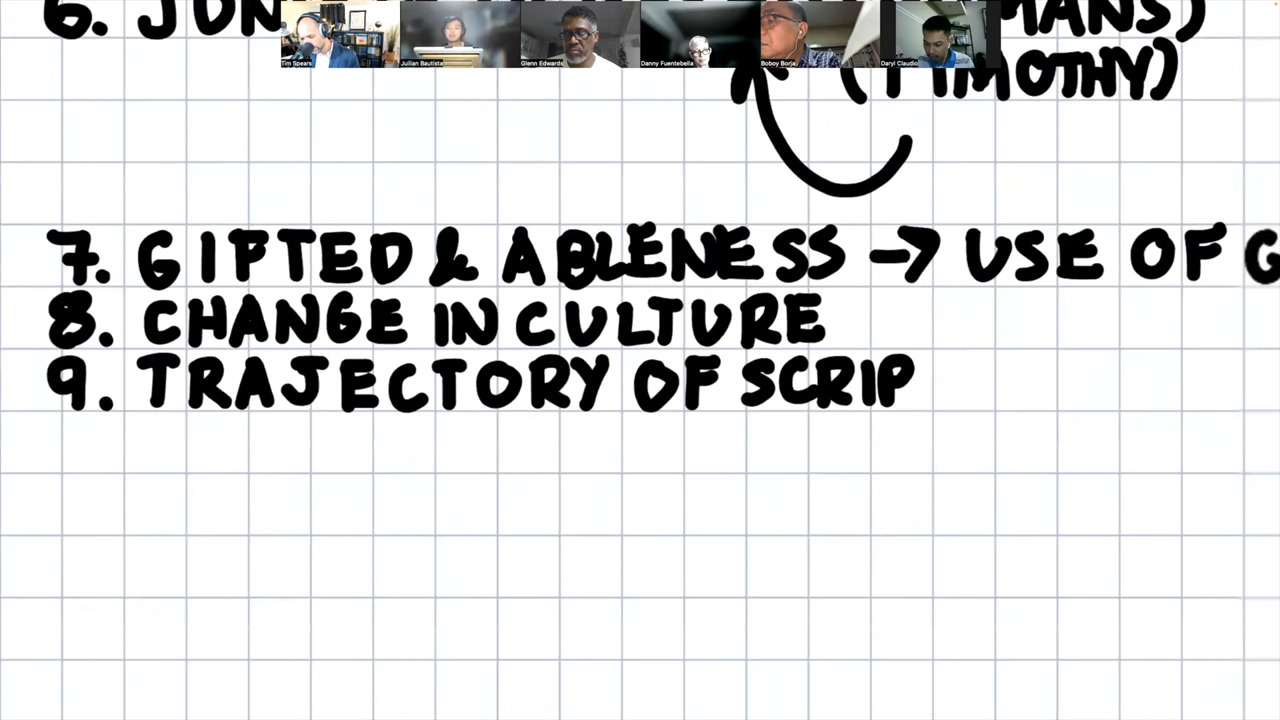 6. JUN
MANS)
Tim Spears
Jullian Bautista
Glenn Edwards
Danny Fuentebella
Boboy Borja
Daryl Claudio
(TIMOTHY)
7. GIFTED & ABLENESS → USE OF G
8. CHANGE IN CULTURE
9. TRAJECTORY OF SCRIP